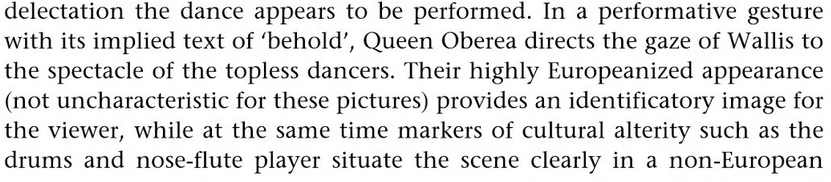 delectation the dance appears to be performed. In a performative gesture
with its implied text of ‘behold’, Queen Oberea directs the gaze of Wallis to
the spectacle of the topless dancers. Their highly Europeanized appearance
(not uncharacteristic for these pictures) provides an identificatory image for
the viewer, while at the same time markers of cultural alterity such as the
drums and nose-flute player situate the scene clearly in a non-European